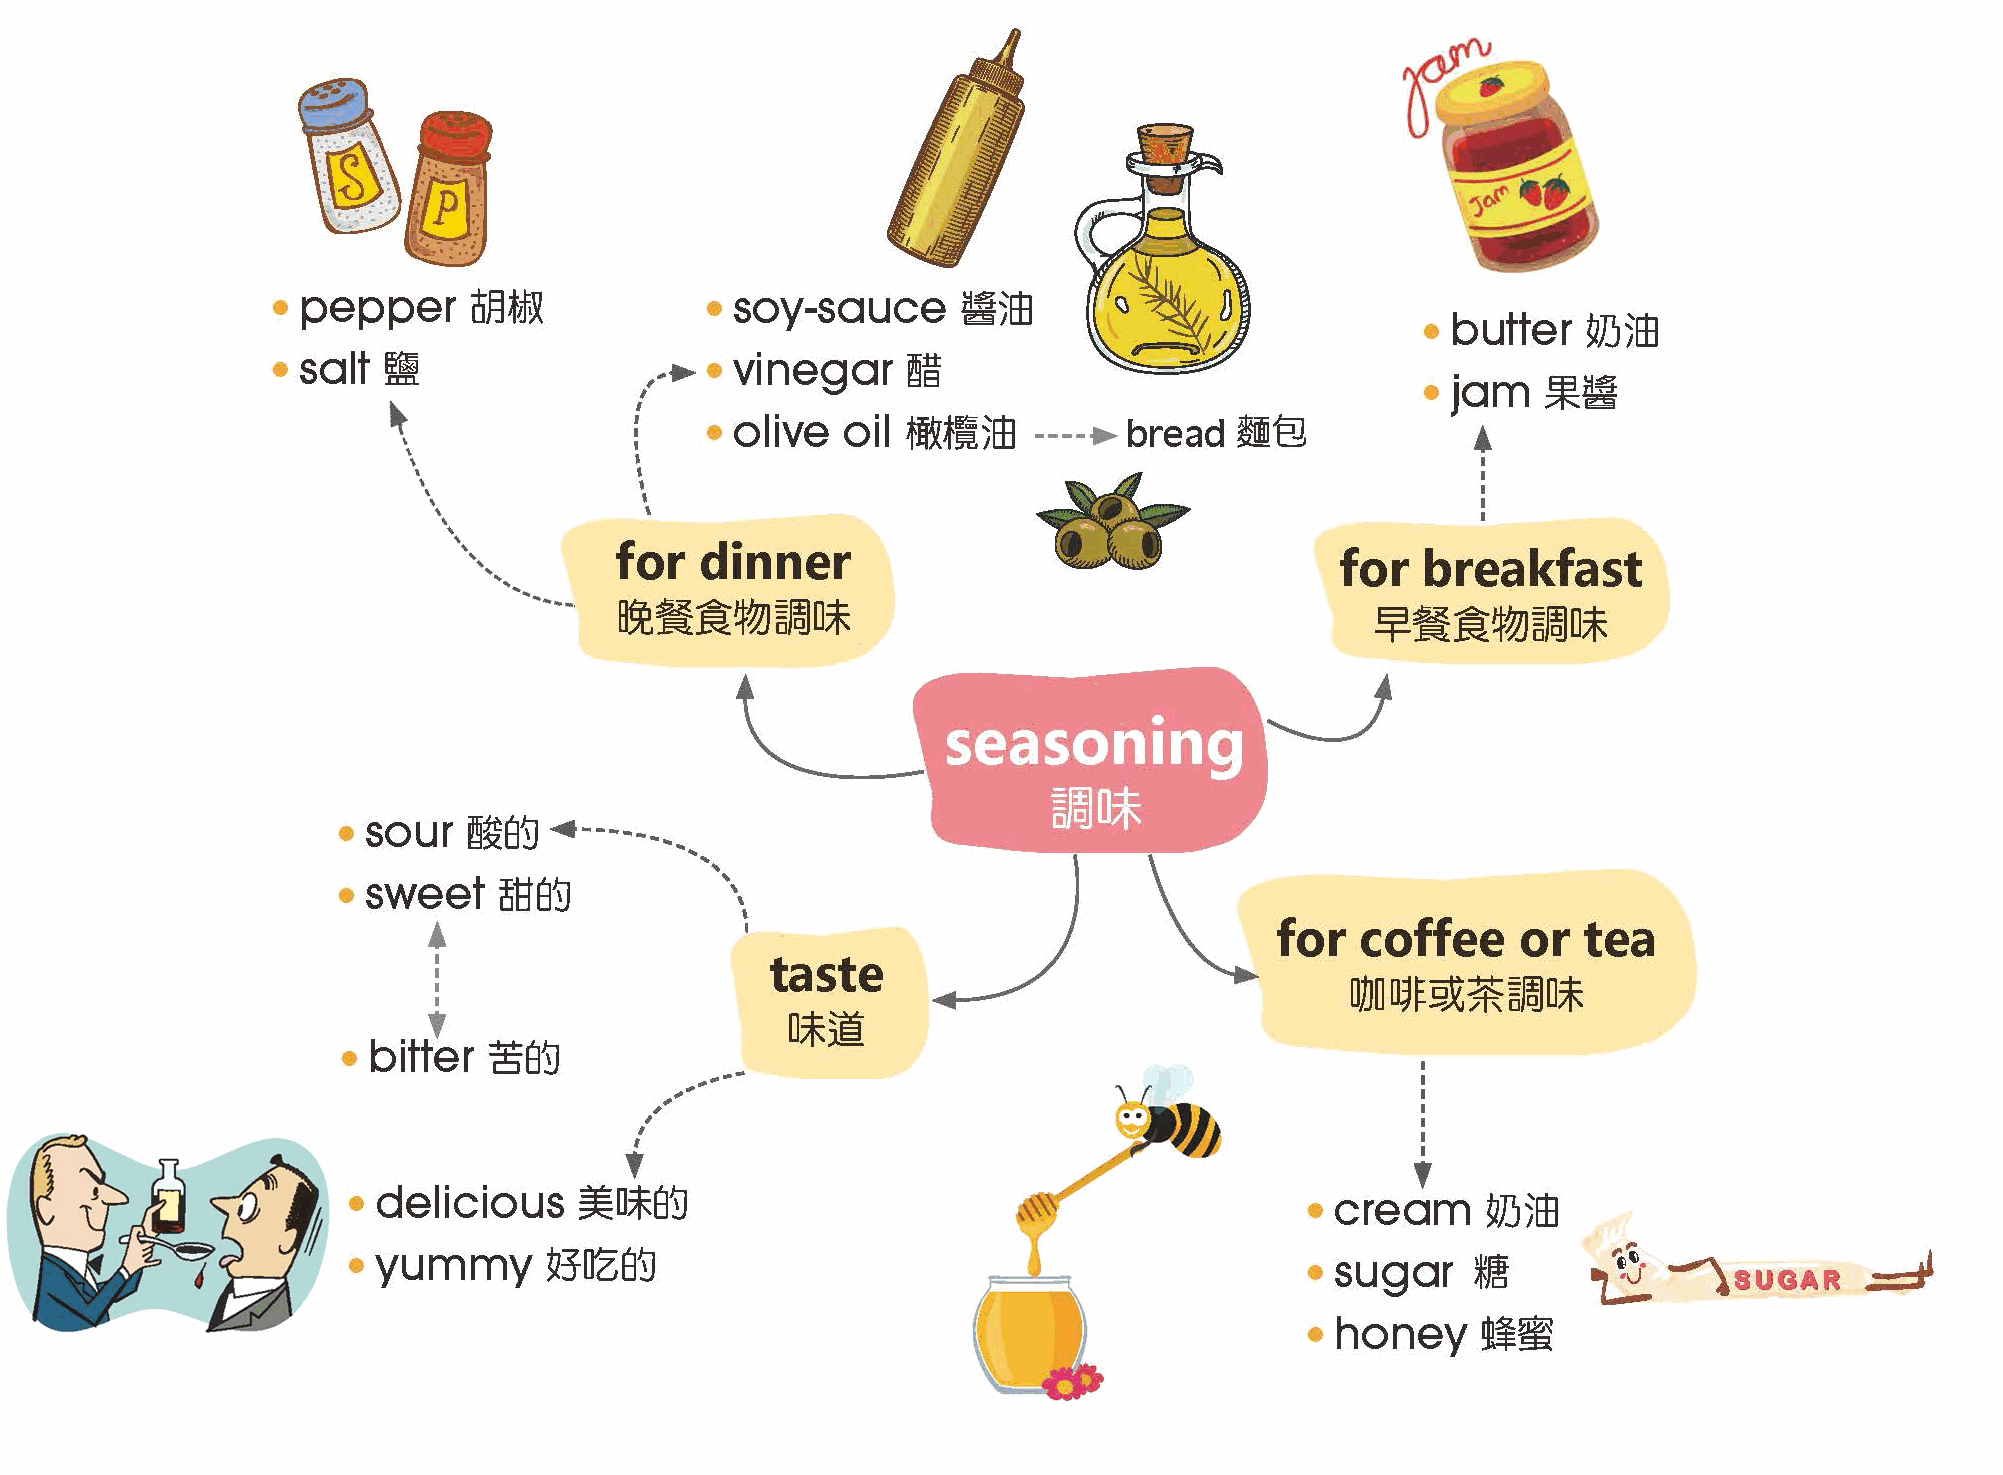 jam
S
P
Jam
pepper 胡椒
salt 鹽
soy-sauce 醬油
vinegar 醋
olive oil 橄欖油
bread 麵包
butter 奶油
jam 果醬
for dinner
晚餐食物調味
for breakfast
早餐食物調味
seasoning
調味
sour 酸的
sweet 甜的
bitter 苦的
taste
味道
delicious 美味的
yummy 好吃的
for coffee or tea
咖啡或茶調味
cream 奶油
sugar 糖
honey 蜂蜜
SUGAR